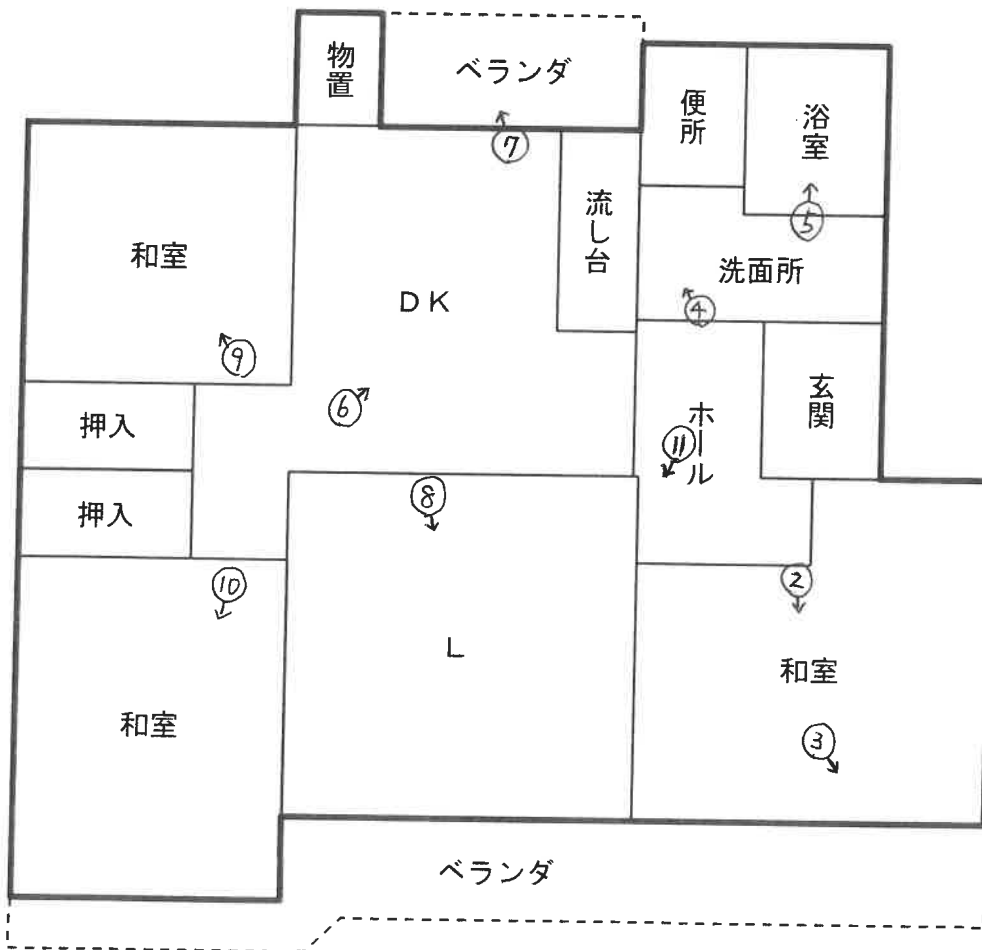 物置
ベランダ
便所
浴室
⑦
流し台
⑤
和室
洗面所
DK
④
⑨
⑥
玄関
押入
ホール
⑪
⑧
押入
⑩
②
L
和室
和室
③
ベランダ